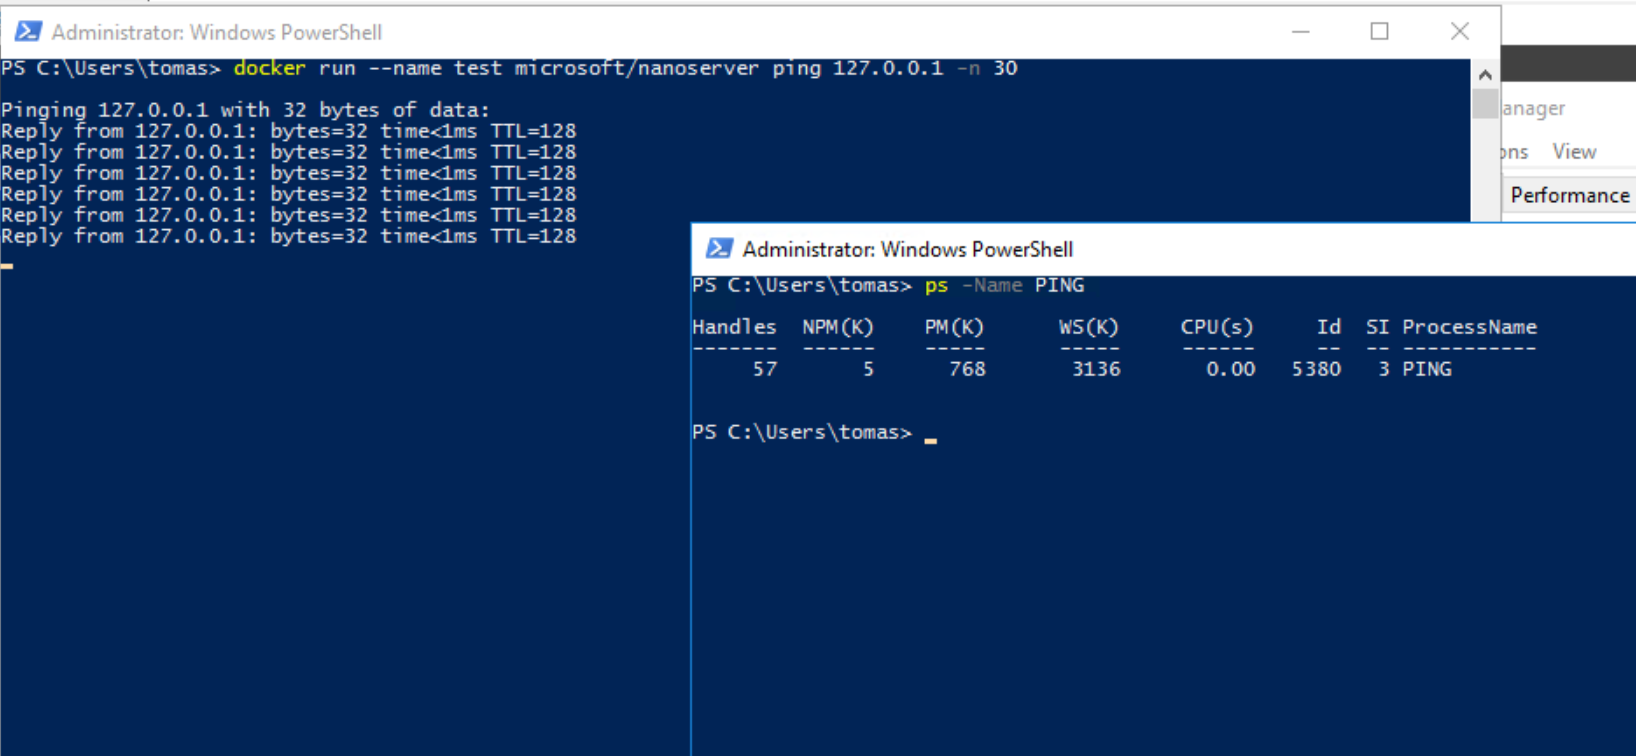 Administrator: Windows PowerShell
PS C:\Users\tomas> docker run --name test microsoft/nanoserver ping 127.0.0.1 -n 30
Pinging 127.0.0.1 with 32 bytes of data:
Reply from 127.0.0.1: bytes=32 time<1ms TTL=128
Reply from 127.0.0.1: bytes=32 time<1ms TTL=128
Reply from 127.0.0.1: bytes=32 time<1ms TTL=128
Reply from 127.0.0.1: bytes=32 time<1ms TTL=128
Reply from 127.0.0.1: bytes=32 time<1ms TTL=128
Reply from 127.0.0.1: bytes=32 time<1ms TTL=128
anager
ons View
Performance
Administrator: Windows PowerShell
PS C:\Users\tomas> ps -Name PING
Handles NPM(K) PM(K) WS(K) CPU(s) Id SI ProcessName
------- ------ ----- ----- ------ -- -- -----------
57 5 768 3136 0.00 5380 3 PING
PS C:\Users\tomas>